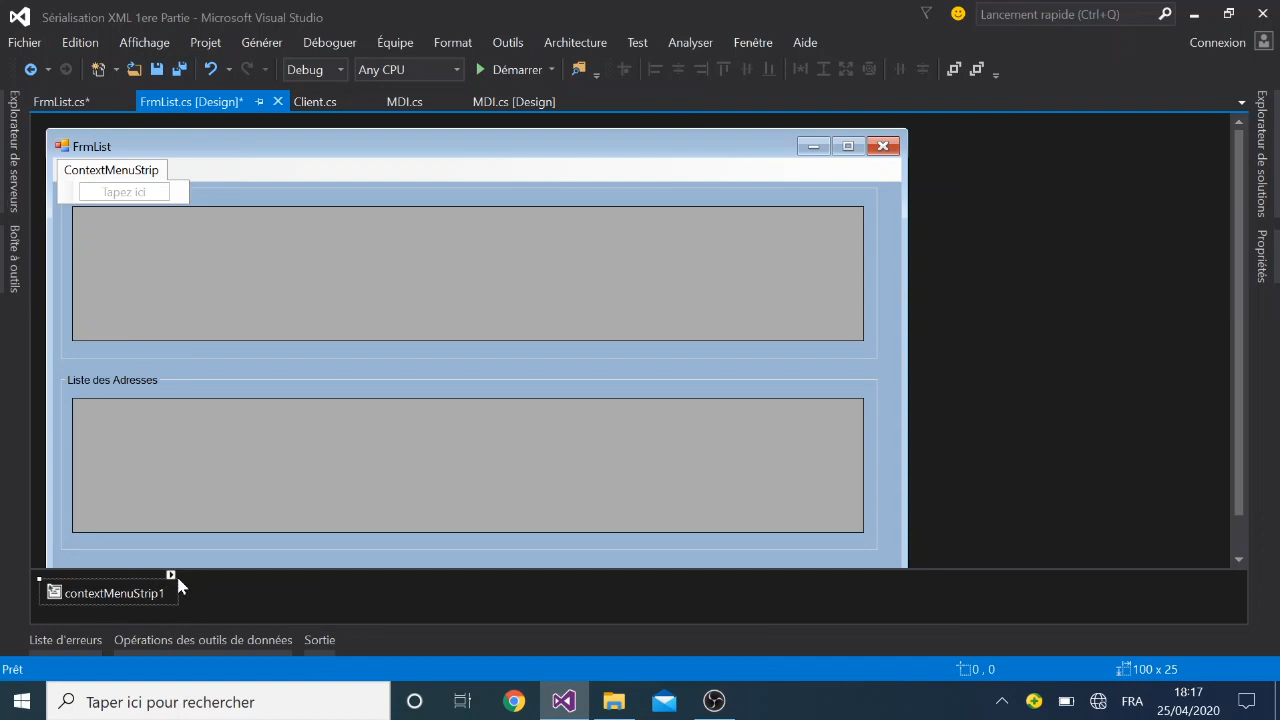 Sérialisation XML 1ere Partie - Microsoft Visual Studio
Lancement rapide (Ctrl+Q)
Fichier Edition Affichage Projet Générer Déboguer Équipe Format Outils Architecture Test Analyser Fenêtre Aide Connexion
Debug Any CPU Démarrer
FrmList.cs* FrmList.cs [Design]* Client.cs MDI.cs MDI.cs [Design]
Explorateur de serveurs
Boîte à outils
FrmList
ContextMenuStrip
Tapez ici
Liste des Adresses
Explorateur de solutions
Propriétés
contextMenuStrip1
Liste d'erreurs Opérations des outils de données Sortie
Prêt 0 , 0 100 x 25
Taper ici pour rechercher
FRA
18:17
25/04/2020